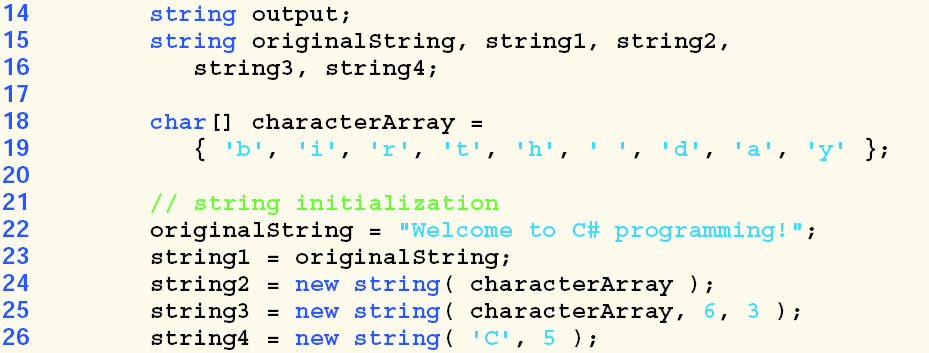 14 string output;
15 string originalString, string1, string2,
16 string3, string4;
17
18 char[] characterArray =
19 { 'b', 'i', 'r', 't', 'h', ' ', 'd', 'a', 'y' };
20
21 // string initialization
22 originalString = "Welcome to C# programming!";
23 string1 = originalString;
24 string2 = new string( characterArray );
25 string3 = new string( characterArray, 6, 3 );
26 string4 = new string( 'C', 5 );